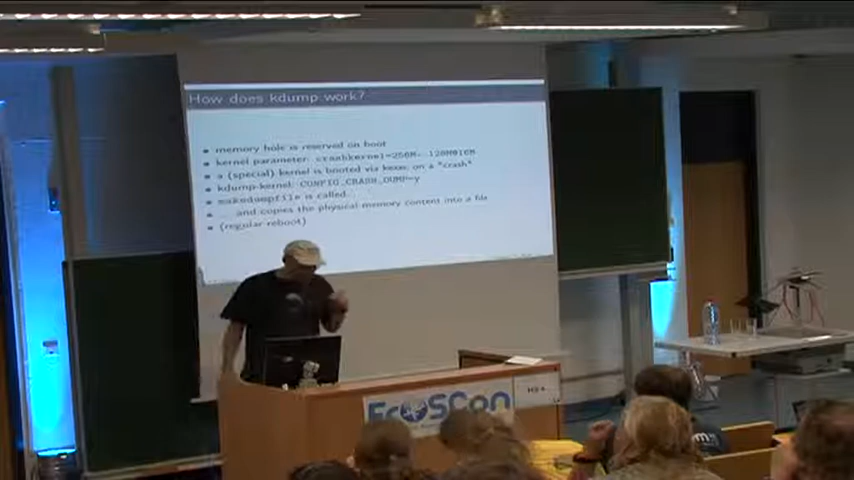 How does kdump work?
memory hole is reserved on boot
kernel parameter: crashkernel=256M-:128M@16M
a (special) kernel is booted via kexec on a "crash"
kdump-kernel: CONFIG_CRASH_DUMP=y
makedumpfile is called...
... and copies the physical memory content into a file
(regular reboot)
FrOSCon